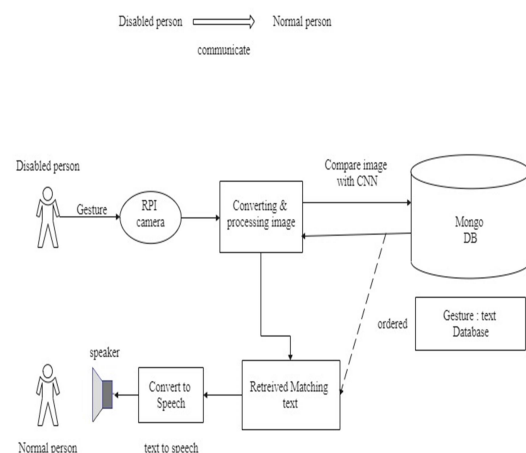 Disabled person
Normal person
communicate
Disabled person
Gesture
RPI
camera
Converting &
processing image
Compare image
with CNN
Mongo
DB
Gesture : text
Database
ordered
Retreived Matching
text
Convert to
Speech
text to speech
speaker
Normal person